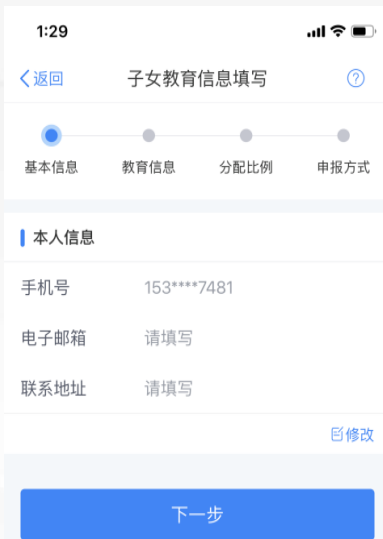 1:29
返回 子女教育信息填写 ?
基本信息 教育信息 分配比例 申报方式
本人信息
手机号 153****7481
电子邮箱 请填写
联系地址 请填写
修改
下一步